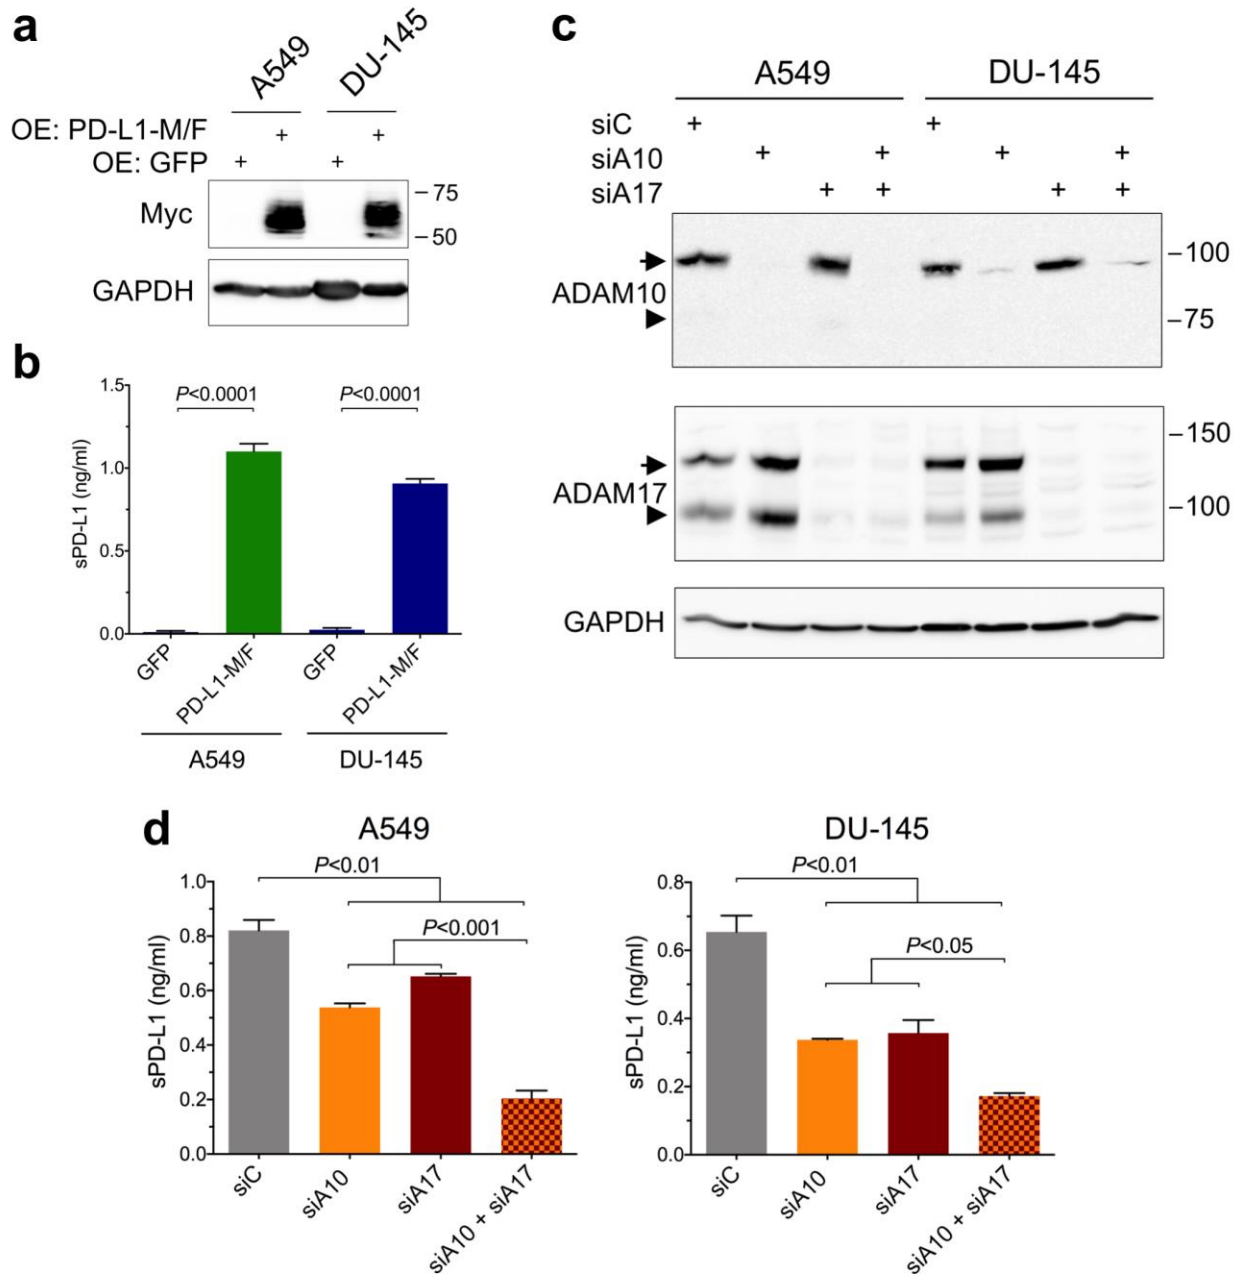 a
A549 DU-145
OE: PD-L1-M/F + +
OE: GFP + +
Myc
75
50
GAPDH
b
sPD-L1 (ng/ml)
1.5
1.0
0.5
0.0
P<0.0001 P<0.0001
GFP PD-L1-M/F GFP PD-L1-M/F
A549 DU-145
c
A549 DU-145
siC + +
siA10 + + + +
siA17 + + + +
ADAM10
100
75
ADAM17
150
100
GAPDH
d
A549
sPD-L1 (ng/ml)
1.0
0.8
0.6
0.4
0.2
0.0
P<0.01
P<0.001
siC siA10 siA17 siA10 + siA17
DU-145
sPD-L1 (ng/ml)
0.8
0.6
0.4
0.2
0.0
P<0.01
P<0.05
siC siA10 siA17 siA10 + siA17